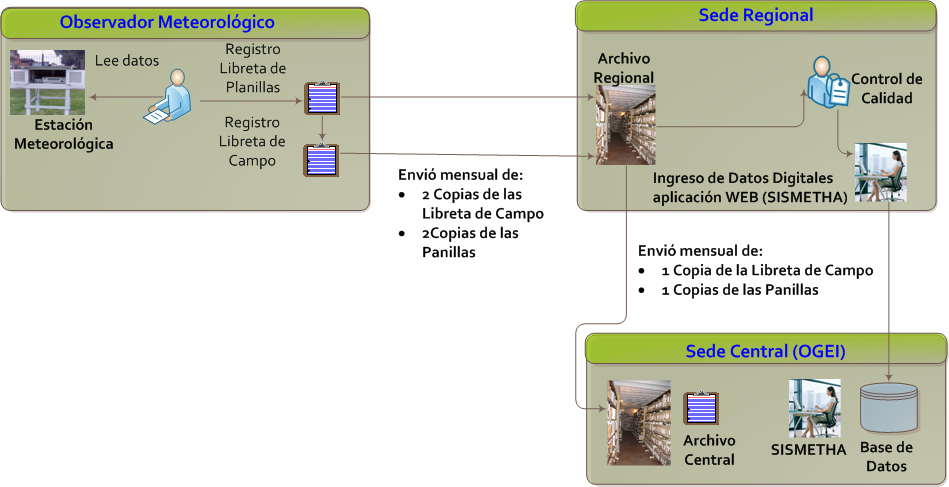 Observador Meteorológico
Lee datos
Registro
Libreta de
Planillas
Estación
Meteorológica
Registro
Libreta de
Campo
Envió mensual de:
• 2 Copias de las
Libreta de Campo
• 2Copias de las
Panillas
Sede Regional
Archivo
Regional
Control de
Calidad
Ingreso de Datos Digitales
aplicación WEB (SISMETHA)
Envió mensual de:
• 1 Copia de la Libreta de Campo
• 1 Copias de las Panillas
Sede Central (OGEI)
Archivo
Central
SISMETHA
Base de
Datos